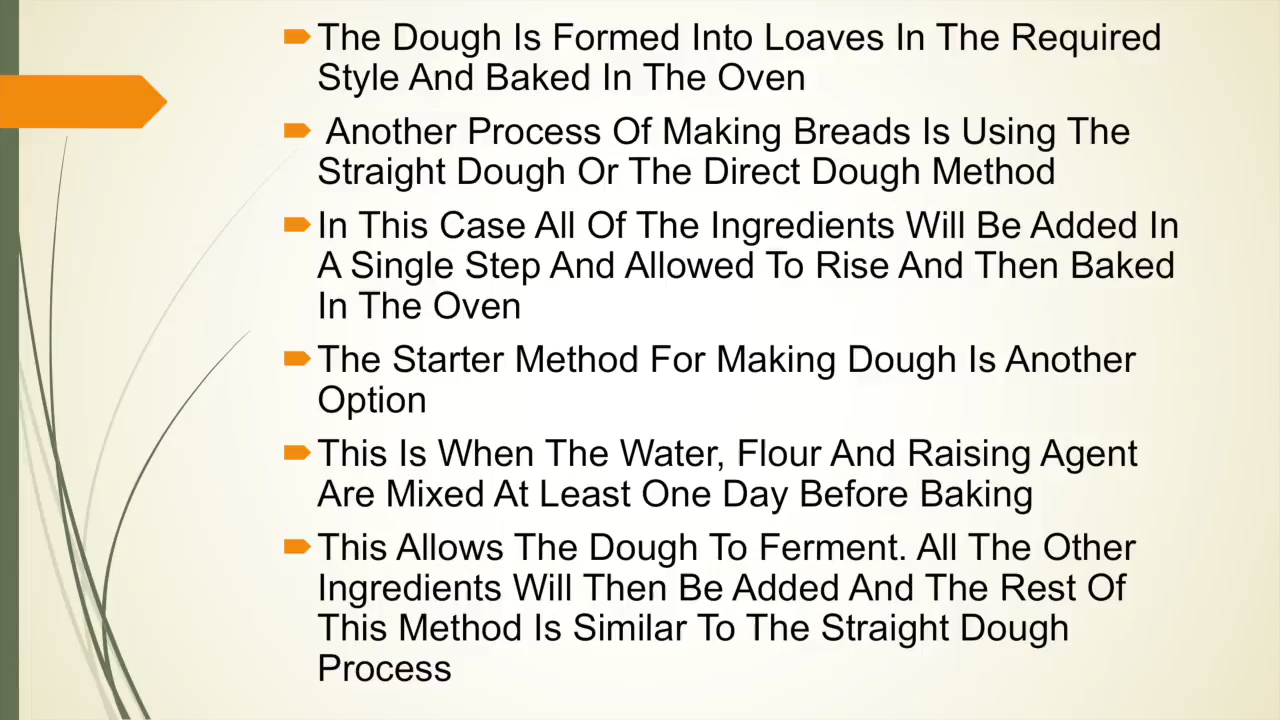 The Dough Is Formed Into Loaves In The Required
Style And Baked In The Oven
Another Process Of Making Breads Is Using The
Straight Dough Or The Direct Dough Method
In This Case All Of The Ingredients Will Be Added In
A Single Step And Allowed To Rise And Then Baked
In The Oven
The Starter Method For Making Dough Is Another
Option
This Is When The Water, Flour And Raising Agent
Are Mixed At Least One Day Before Baking
This Allows The Dough To Ferment. All The Other
Ingredients Will Then Be Added And The Rest Of
This Method Is Similar To The Straight Dough
Process